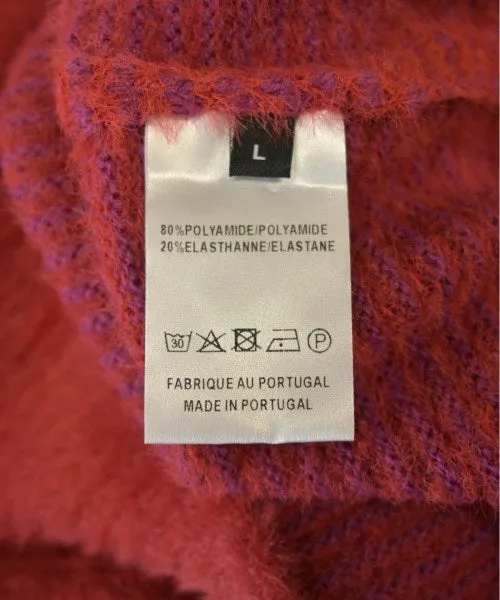 L
80%POLYAMIDE/POLYAMIDE
20%ELASTHANNE/ELASTANE
30 P
FABRIQUE AU PORTUGAL
MADE IN PORTUGAL